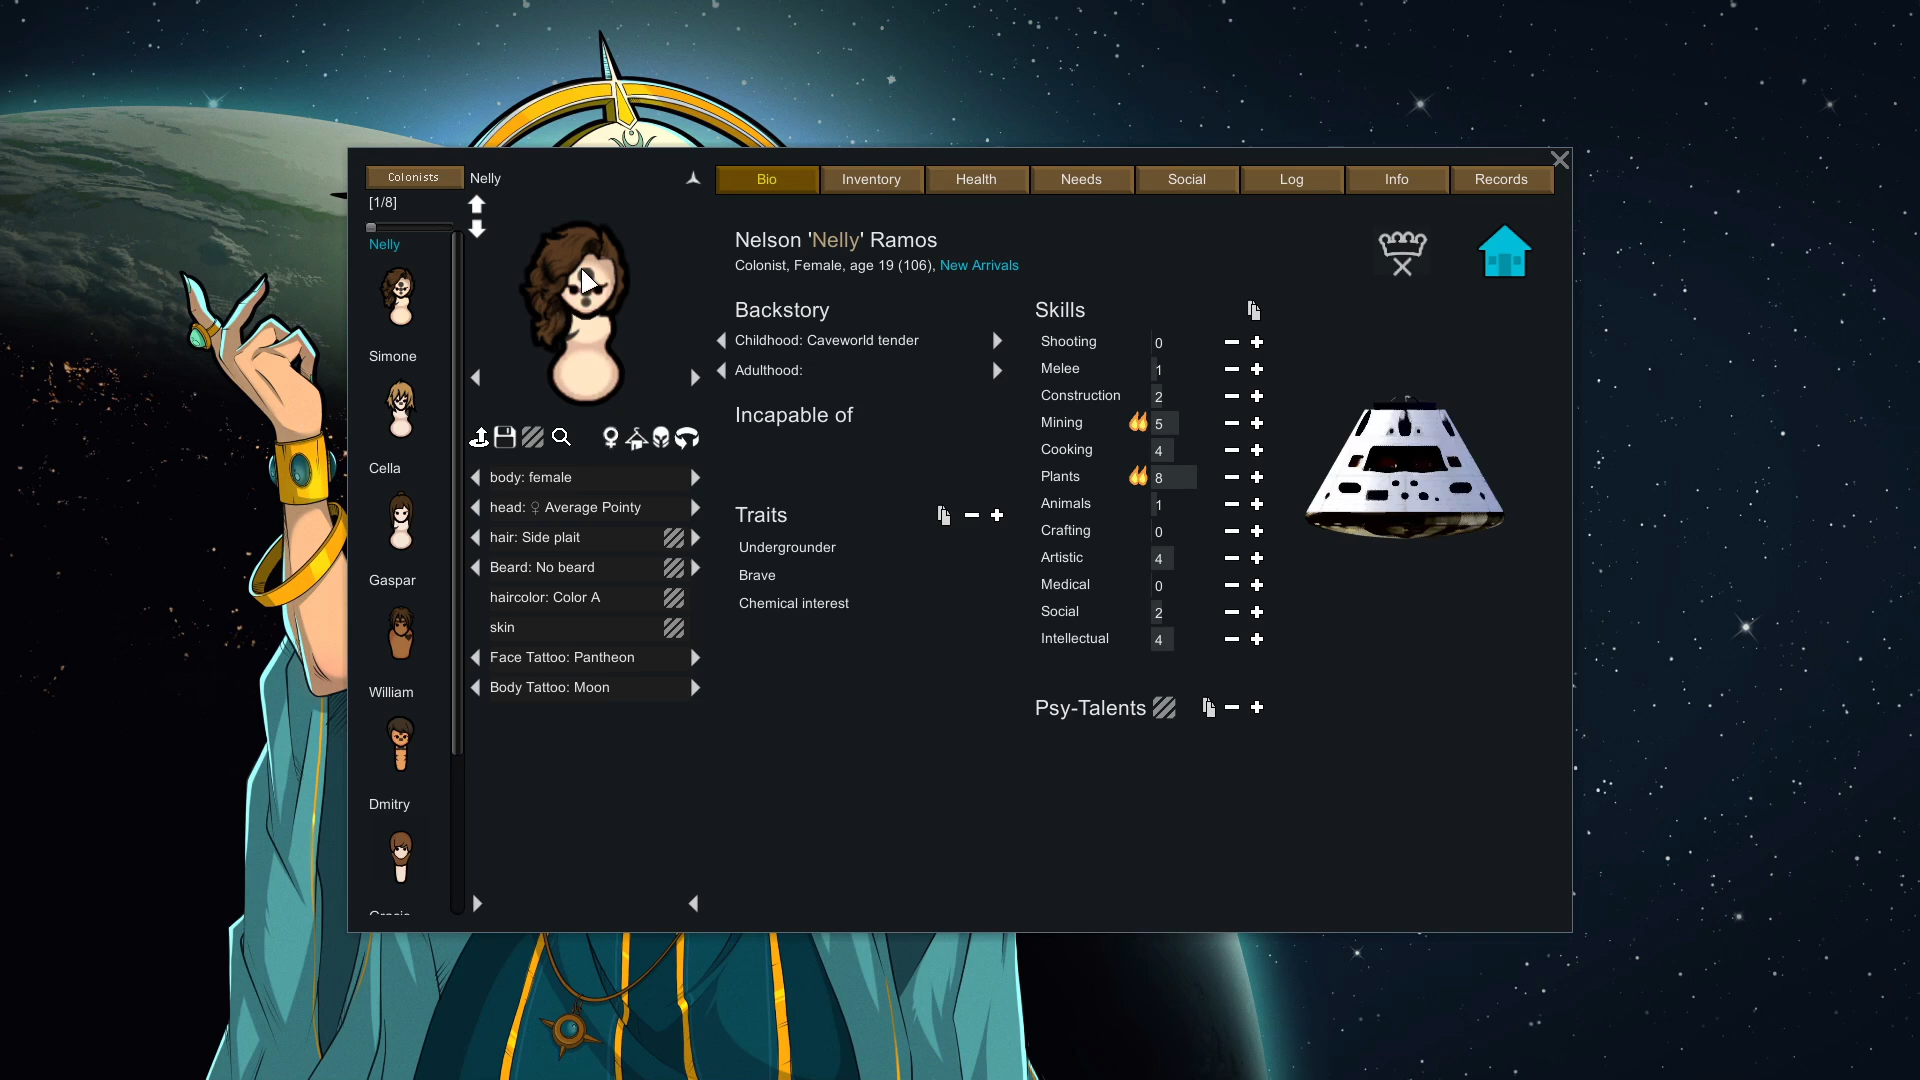 Colonists
[1/8]
Nelly
Simone
Cella
Gaspar
William
Dmitry
Nelly
body: female
head: ♀ Average Pointy
hair: Side plait
Beard: No beard
haircolor: Color A
skin
Face Tattoo: Pantheon
Body Tattoo: Moon
Bio Inventory Health Needs Social Log Info Records
Nelson 'Nelly' Ramos
Colonist, Female, age 19 (106), New Arrivals
Backstory
Childhood: Caveworld tender
Adulthood:
Incapable of
Traits
Undergrounder
Brave
Chemical interest
Skills
Shooting 0
Melee 1
Construction 2
Mining 5
Cooking 4
Plants 8
Animals 1
Crafting 0
Artistic 4
Medical 0
Social 2
Intellectual 4
Psy-Talents